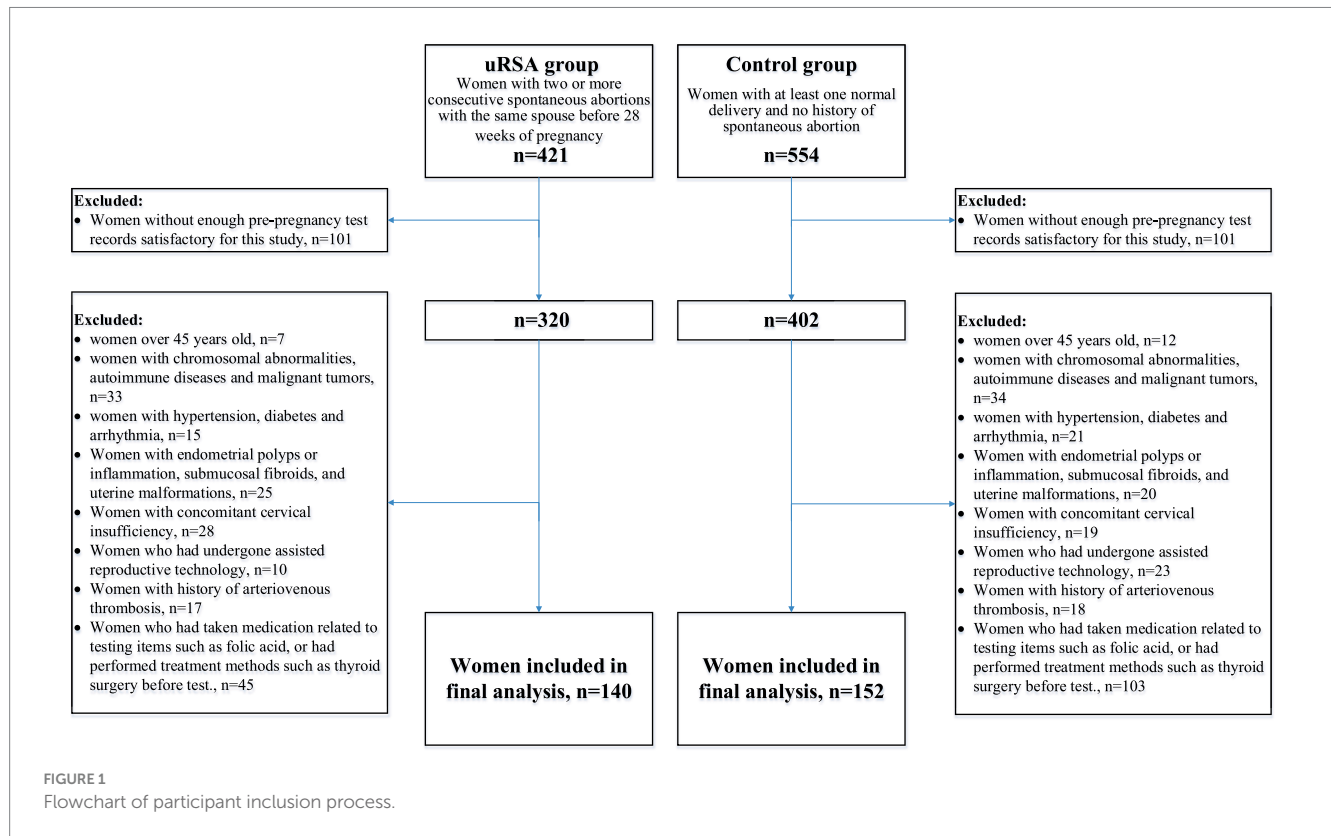 uRSA group
Women with two or more
consecutive spontaneous abortions
with the same spouse before 28
weeks of pregnancy
n=421
Control group
Women with at least one normal
delivery and no history of
spontaneous abortion
n=554
Excluded:
• Women without enough pre-pregnancy test
records satisfactory for this study, n=101
Excluded:
• Women without enough pre-pregnancy test
records satisfactory for this study, n=101
n=320
n=402
Excluded:
• women over 45 years old, n=7
• women with chromosomal abnormalities,
autoimmune diseases and malignant tumors,
n=33
• women with hypertension, diabetes and
arrhythmia, n=15
• Women with endometrial polyps or
inflammation, submucosal fibroids, and
uterine malformations, n=25
• Women with concomitant cervical
insufficiency, n=28
• Women who had undergone assisted
reproductive technology, n=10
• Women with history of arteriovenous
thrombosis, n=17
• Women who had taken medication related to
testing items such as folic acid, or had
performed treatment methods such as thyroid
surgery before test., n=45
Excluded:
• women over 45 years old, n=12
• women with chromosomal abnormalities,
autoimmune diseases and malignant tumors,
n=34
• women with hypertension, diabetes and
arrhythmia, n=21
• Women with endometrial polyps or
inflammation, submucosal fibroids, and
uterine malformations, n=20
• Women with concomitant cervical
insufficiency, n=19
• Women who had undergone assisted
reproductive technology, n=23
• Women with history of arteriovenous
thrombosis, n=18
• Women who had taken medication related to
testing items such as folic acid, or had
performed treatment methods such as thyroid
surgery before test., n=103
Women included in
final analysis, n=140
Women included in
final analysis, n=152
FIGURE 1
Flowchart of participant inclusion process.